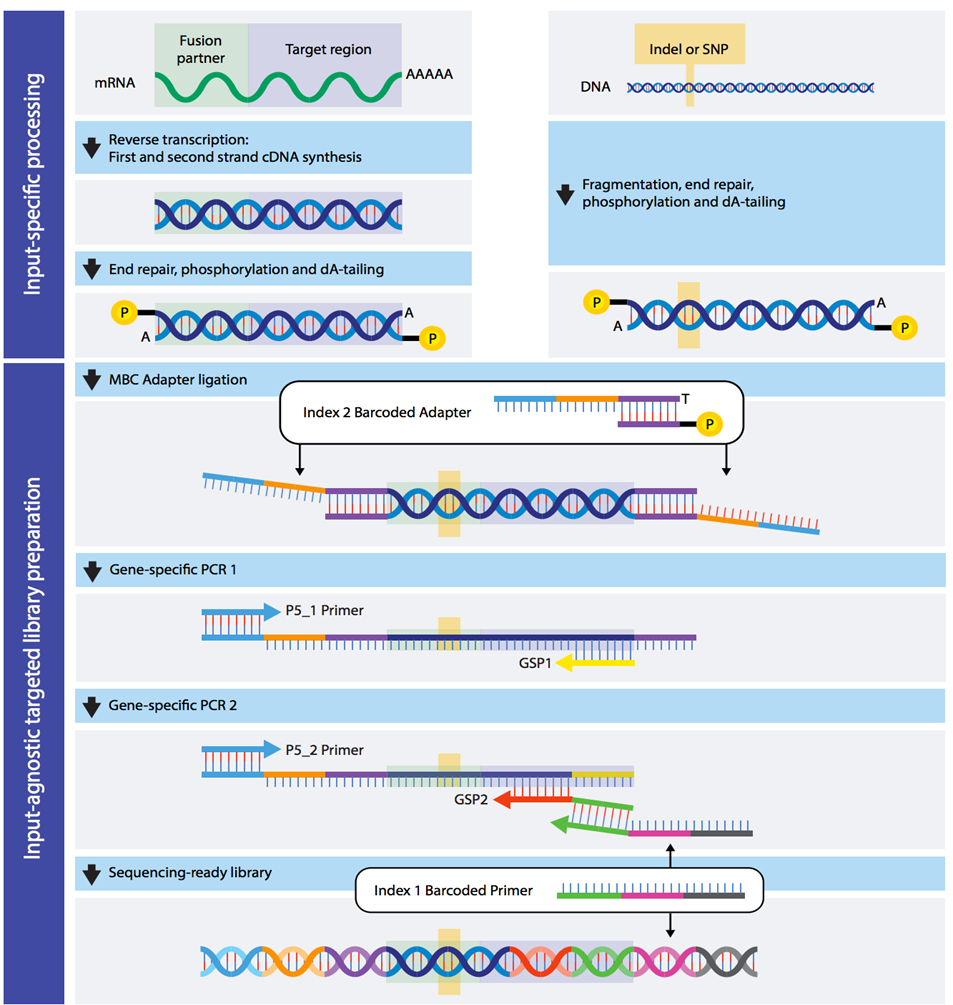 Input-specific processing
Fusion
partner
Target region
mRNA
AAAAA
Indel or SNP
DNA
Reverse transcription:
First and second strand cDNA synthesis
Fragmentation, end repair,
phosphorylation and dA-tailing
End repair, phosphorylation and dA-tailing
P
A
A
P
P
A
A
P
Input-agnostic targeted library preparation
MBC Adapter ligation
Index 2 Barcoded Adapter
T
P
Gene-specific PCR 1
P5_1 Primer
GSP1
Gene-specific PCR 2
P5_2 Primer
GSP2
Sequencing-ready library
Index 1 Barcoded Primer